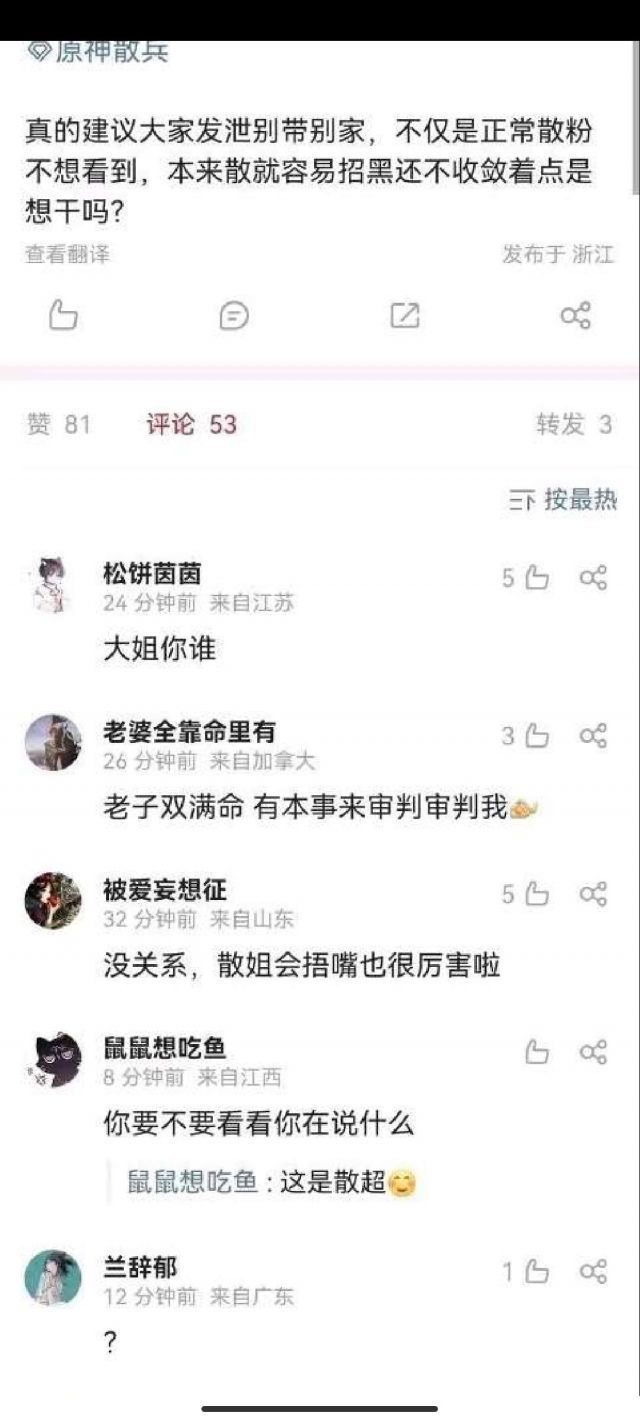 原神散兵
真的建议大家发泄别带别家，不仅是正常散粉
不想看到，本来散就容易招黑还不收敛着点是
想干吗？
查看翻译
发布于 浙江
赞 81
评论 53
转发 3
按最热
松饼茵茵
5
24 分钟前 来自江苏
大姐你谁
老婆全靠命里有
3
26 分钟前 来自加拿大
老子双满命 有本事来审判审判我
被爱妄想征
5
32 分钟前 来自山东
没关系，散姐会捂嘴也很厉害啦
鼠鼠想吃鱼
8 分钟前 来自江西
你要不要看看你在说什么
鼠鼠想吃鱼：这是散超
兰辞郁
1
12 分钟前 来自广东
？